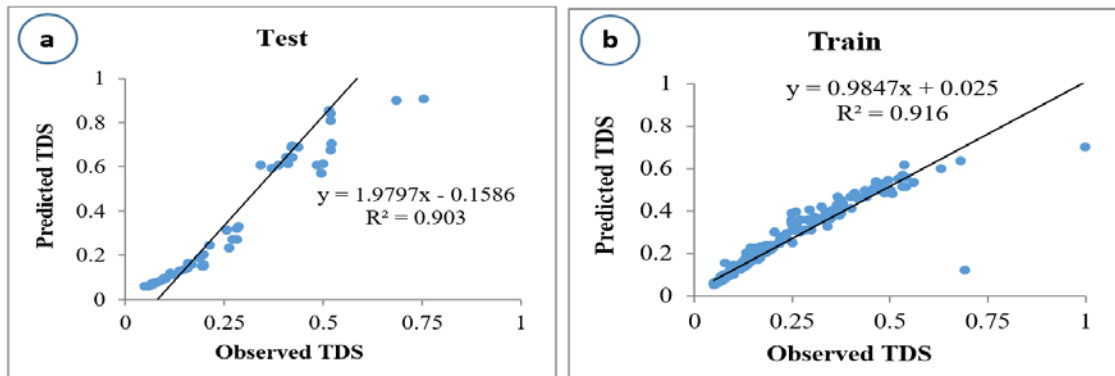 a
Test
1
0.8
0.6
0.4
0.2
0
0
0.25
0.5
0.75
1
Predicted TDS
Observed TDS
y = 1.9797x - 0.1586
R² = 0.903
b
Train
1
0.8
0.6
0.4
0.2
0
0
0.25
0.5
0.75
1
Predicted TDS
Observed TDS
y = 0.9847x + 0.025
R² = 0.916